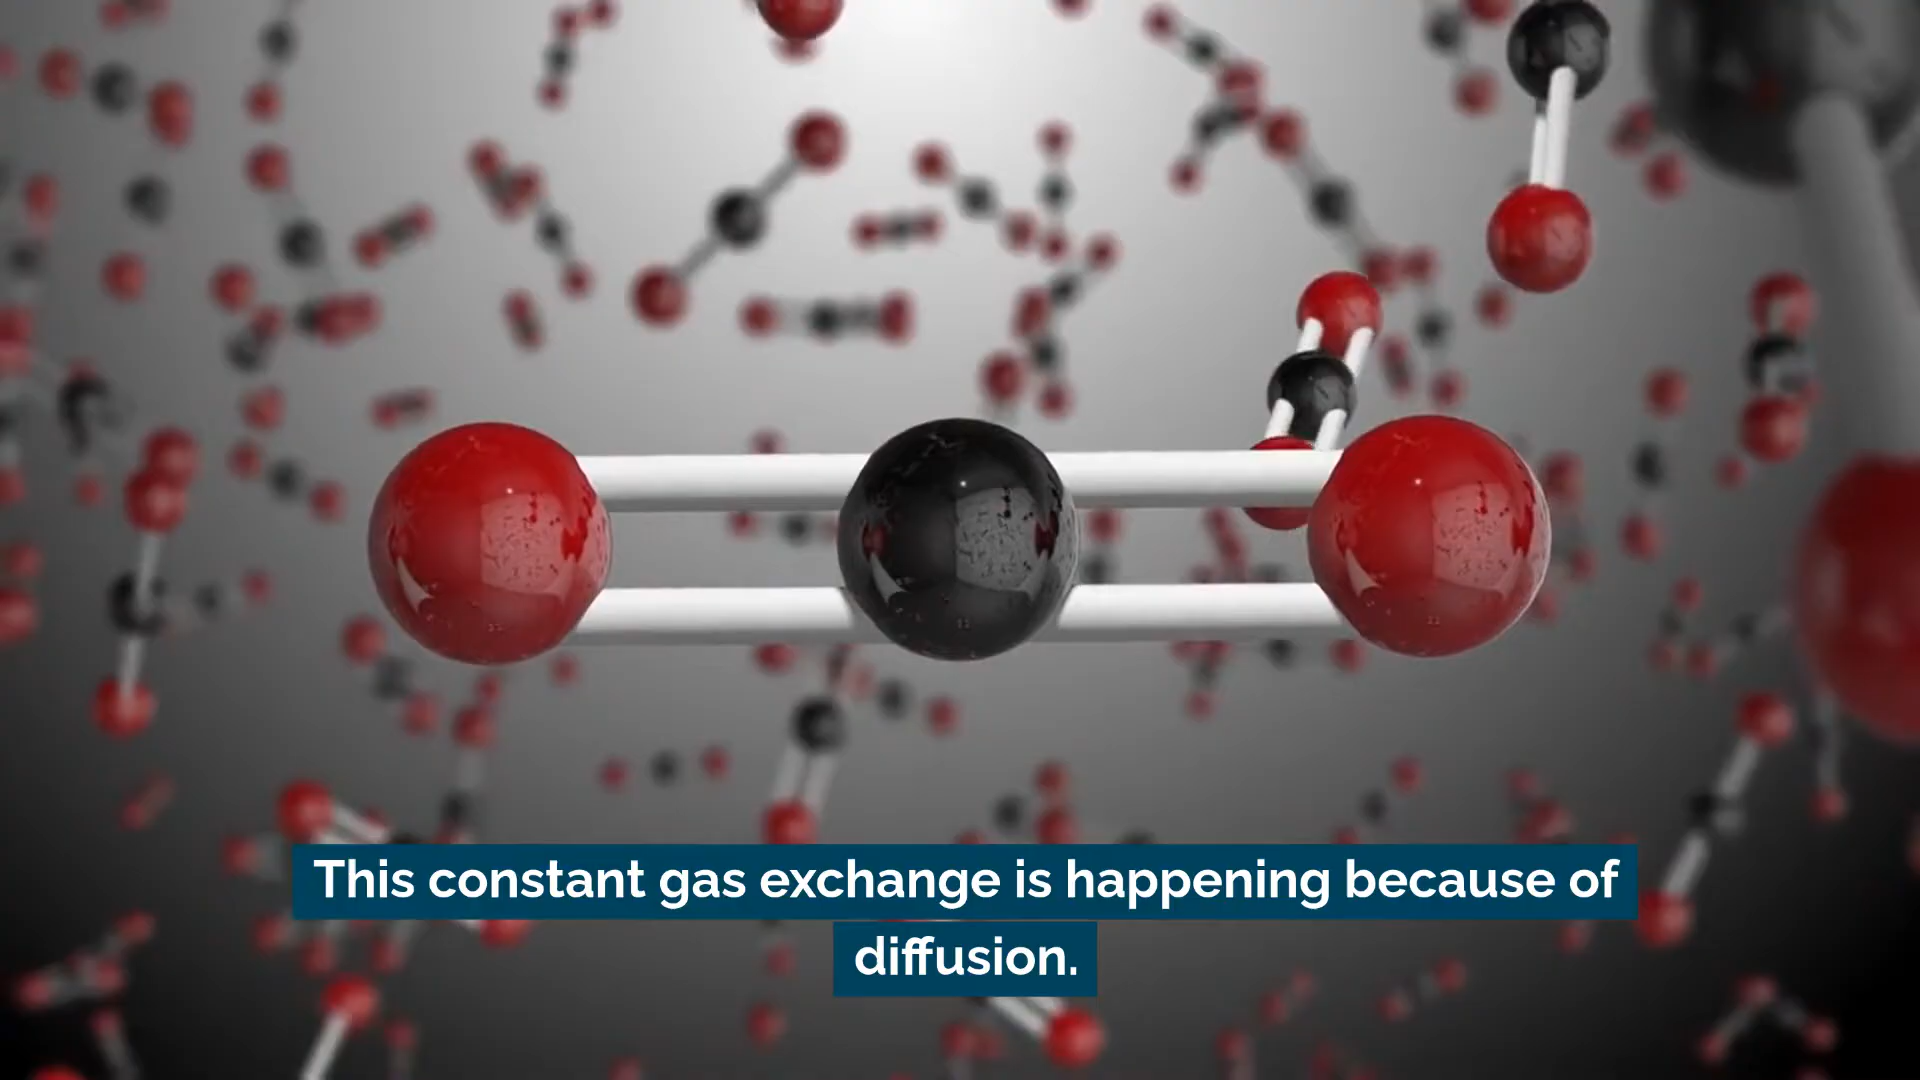 This constant gas exchange is happening because of
diffusion.